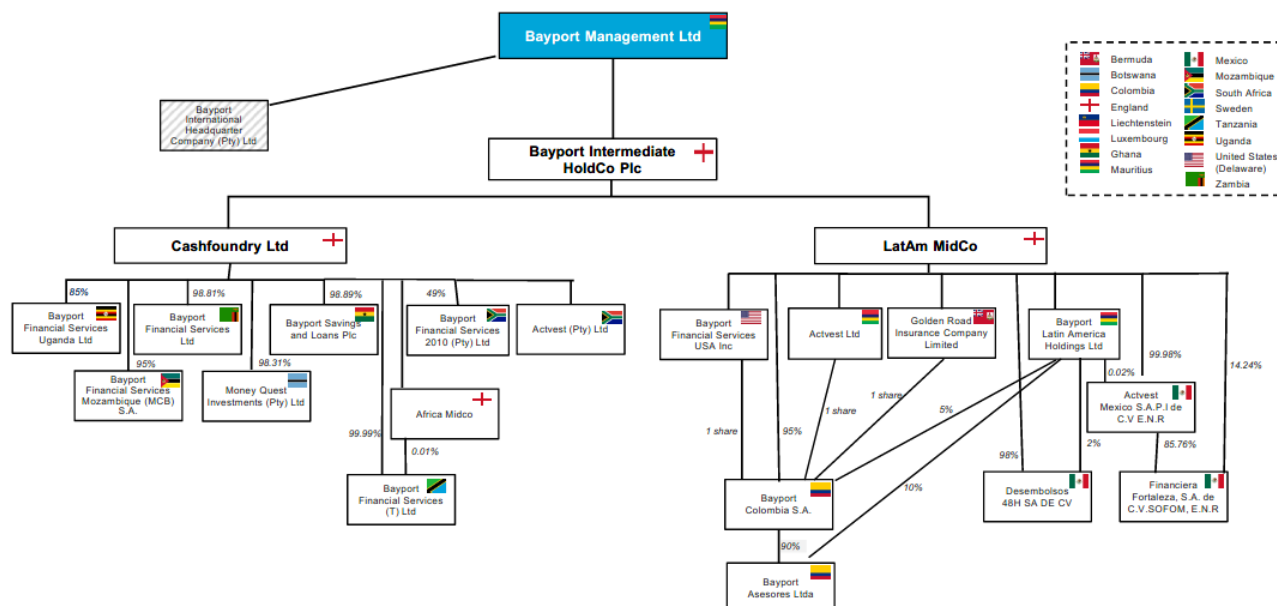 Bayport Management Ltd
Bayport
International
Headquarter
Company (Pty) Ltd
Bayport Intermediate
HoldCo Plc
Bermuda
Botswana
Colombia
England
Liechtenstein
Luxembourg
Ghana
Mauritius
Mexico
Mozambique
South Africa
Sweden
Tanzania
Uganda
United States
(Delaware)
Zambia
Cashfoundry Ltd
LatAm MidCo
85%
98.81%
98.89%
49%
Bayport
Financial Services
Uganda Ltd
Bayport
Financial Services
Ltd
Bayport Savings
and Loans Plc
Bayport
Financial Services
2010 (Pty) Ltd
Actvest (Pty) Ltd
95%
98.31%
Bayport
Financial Services
Mozambique (MCB)
S.A.
Money Quest
Investments (Pty) Ltd
Africa Midco
99.99%
0.01%
Bayport
Financial Services
(T) Ltd
Bayport
Financial Services
USA Inc
Actvest Ltd
Golden Road
Insurance Company
Limited
Bayport
Latin America
Holdings Ltd
99.98%
14.24%
0.02%
Actvest
Mexico S.A.P.I de
C.V E.N.R
1 share
95%
1 share
1 share
5%
10%
2%
98%
85.76%
Bayport
Colombia S.A.
Desembolsos
48H SA DE CV
Financiera
Fortaleza, S.A. de
C.V.SOFOM, E.N.R
90%
Bayport
Asesores Ltda